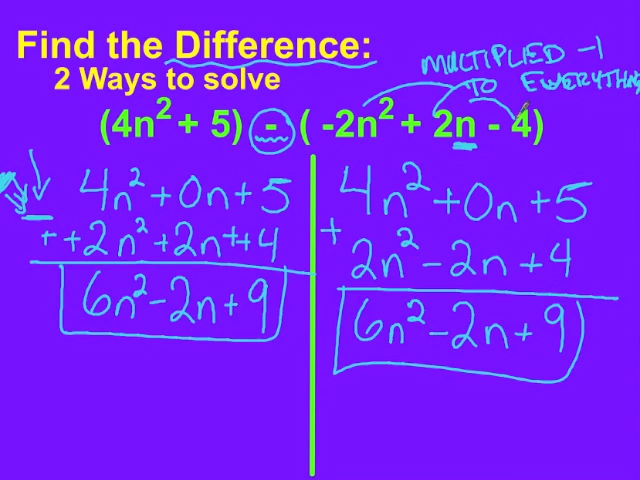 Find the Difference:
2 Ways to solve
MULTIPLIED -1
TO EVERYTHING
(4n² + 5) - ( -2n² + 2n - 4)
4n² + 0n + 5
+ +2n² + 2n + +4
6n² - 2n + 9
4n² + 0n + 5
+ 2n² - 2n + 4
6n² - 2n + 9